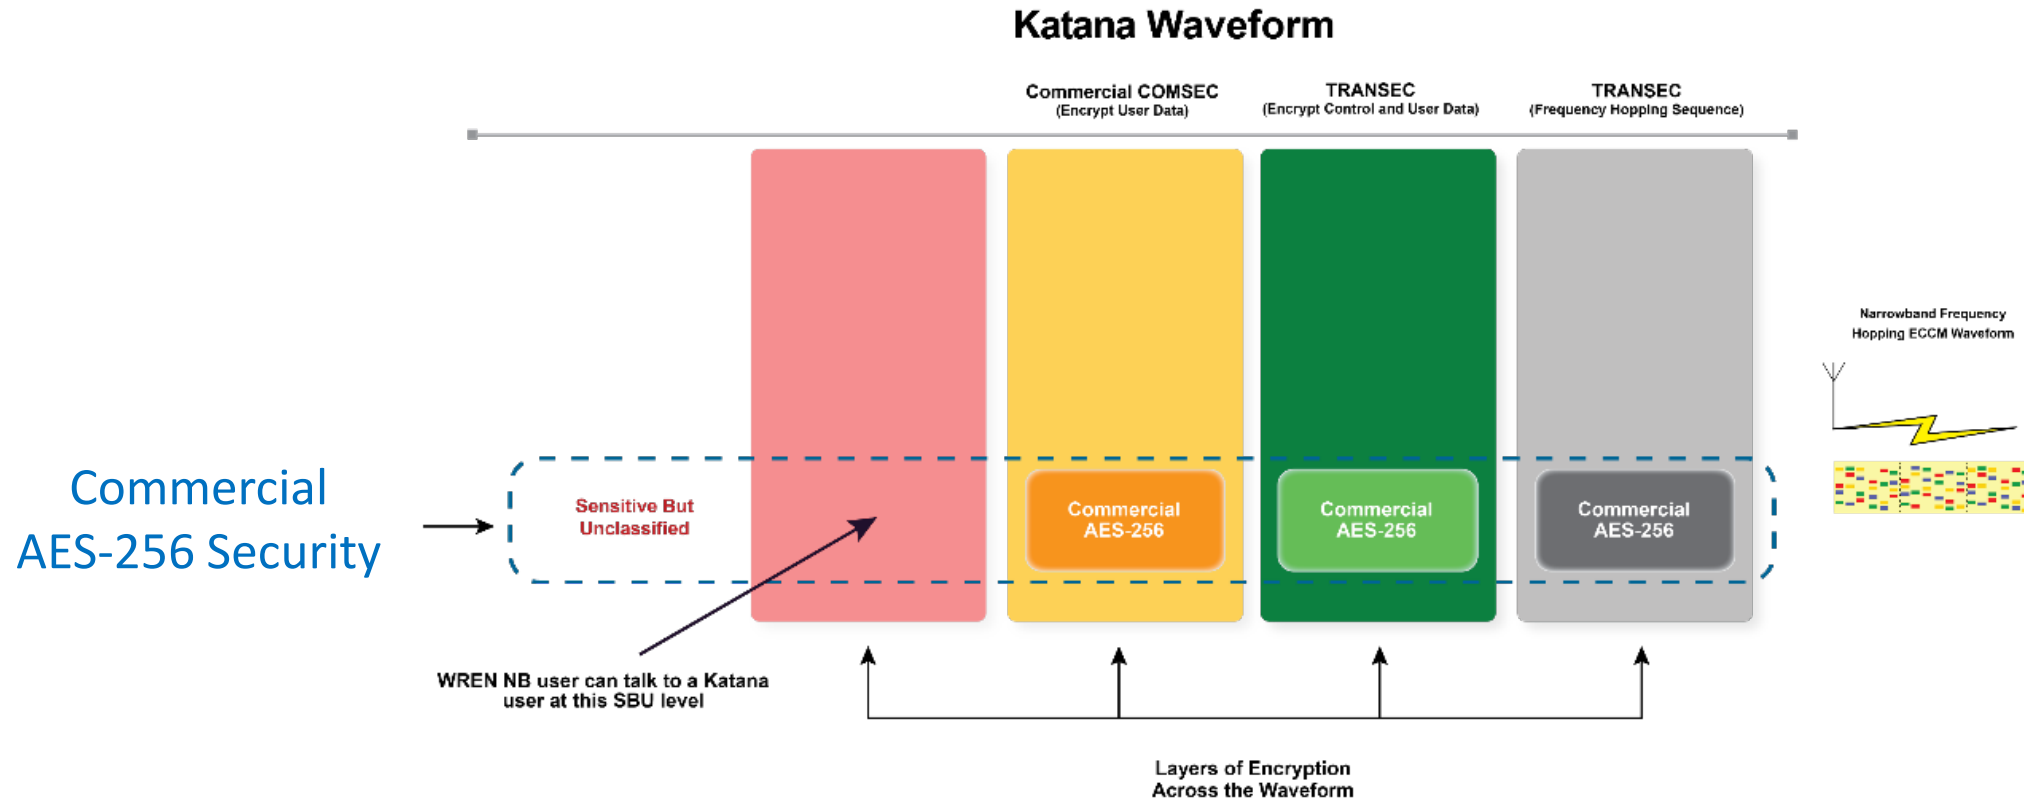 Katana Waveform
Commercial COMSEC
(Encrypt User Data)
TRANSEC
(Encrypt Control and User Data)
TRANSEC
(Frequency Hopping Sequence)
Narrowband Frequency
Hopping ECCM Waveform
Commercial
AES-256 Security
Sensitive But
Unclassified
Commercial
AES-256
Commercial
AES-256
Commercial
AES-256
WREN NB user can talk to a Katana
user at this SBU level
Layers of Encryption
Across the Waveform